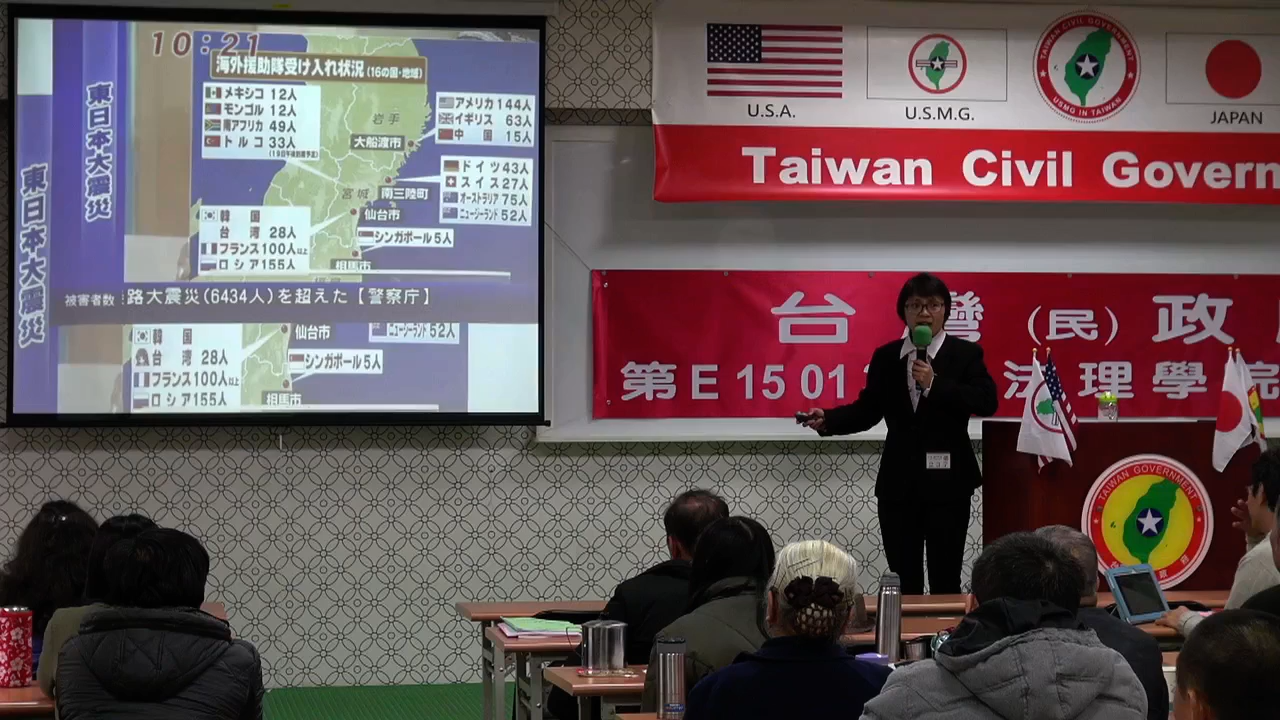 10:21
海外援助隊受け入れ状況(16の国・地域)
東日本大震災
東日本大震災
メキシコ 12人
モンゴル 12人
南アフリカ 49人
トルコ 33人
アメリカ 144人
イギリス 63人
中国 15人
岩手
大船渡市
ドイツ 43人
スイス 27人
オーストラリア 75人
ニュージーランド 52人
宮城
南三陸町
仙台市
韓国
台湾 28人
フランス 100人以上
ロシア 155人
シンガポール 5人
相馬市
被害者数
路大震災(6434人)を超えた【警察庁】
韓国
台湾 28人
フランス 100人以上
ロシア 155人
仙台市
ニュージーランド 52人
シンガポール 5人
相馬市
U.S.A.
U.S.M.G.
TAIWAN CIVIL GOVERNMENT
USMG IN TAIWAN
JAPAN
Taiwan Civil Govern
台灣(民)政
第E1501
法理學院
TAIWAN GOVERNMENT